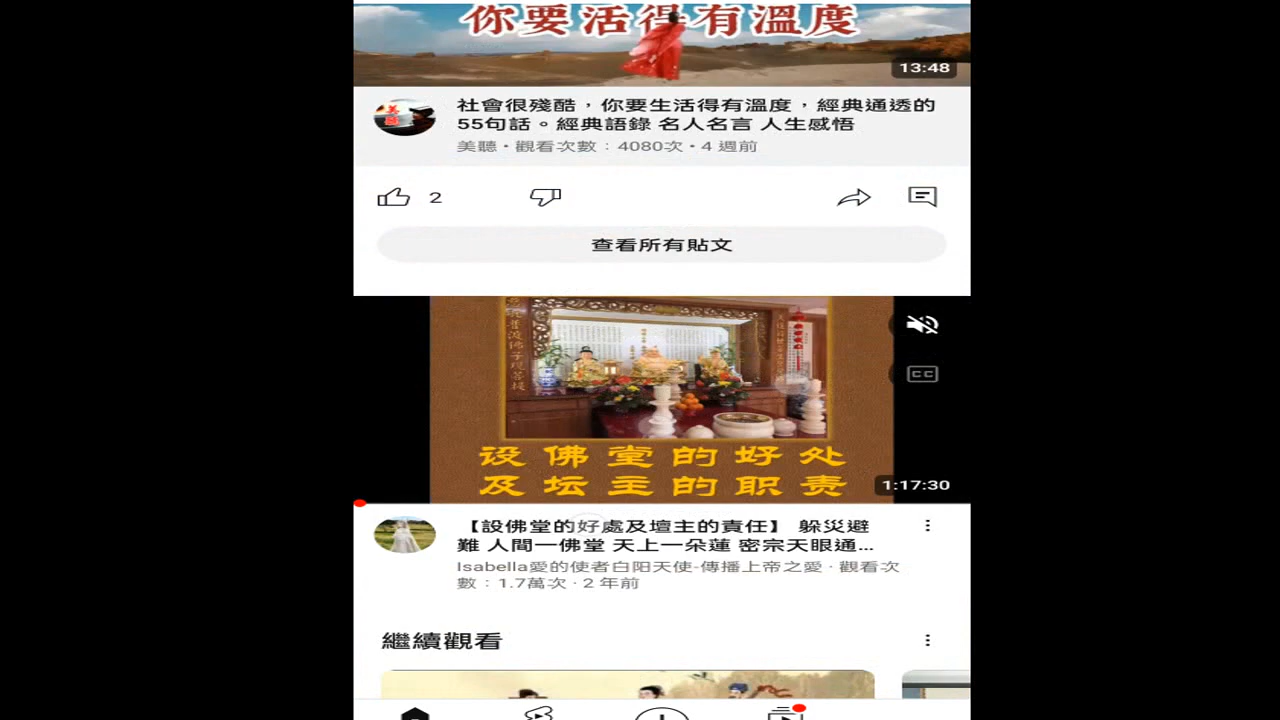 你要活得有溫度
13:48
社會很殘酷，你要生活得有溫度，經典通透的
55句話。經典語錄 名人名言 人生感悟
美聽・觀看次數：4080次・4 週前
2
查看所有貼文
CC
设佛堂的好处
及坛主的职责
1:17:30
【設佛堂的好處及壇主的責任】 躲災避
難 人間一佛堂 天上一朵蓮 密宗天眼通...
Isabella愛的使者白阳天使-傳播上帝之愛・觀看次
數：1.7萬次・2 年前
繼續觀看